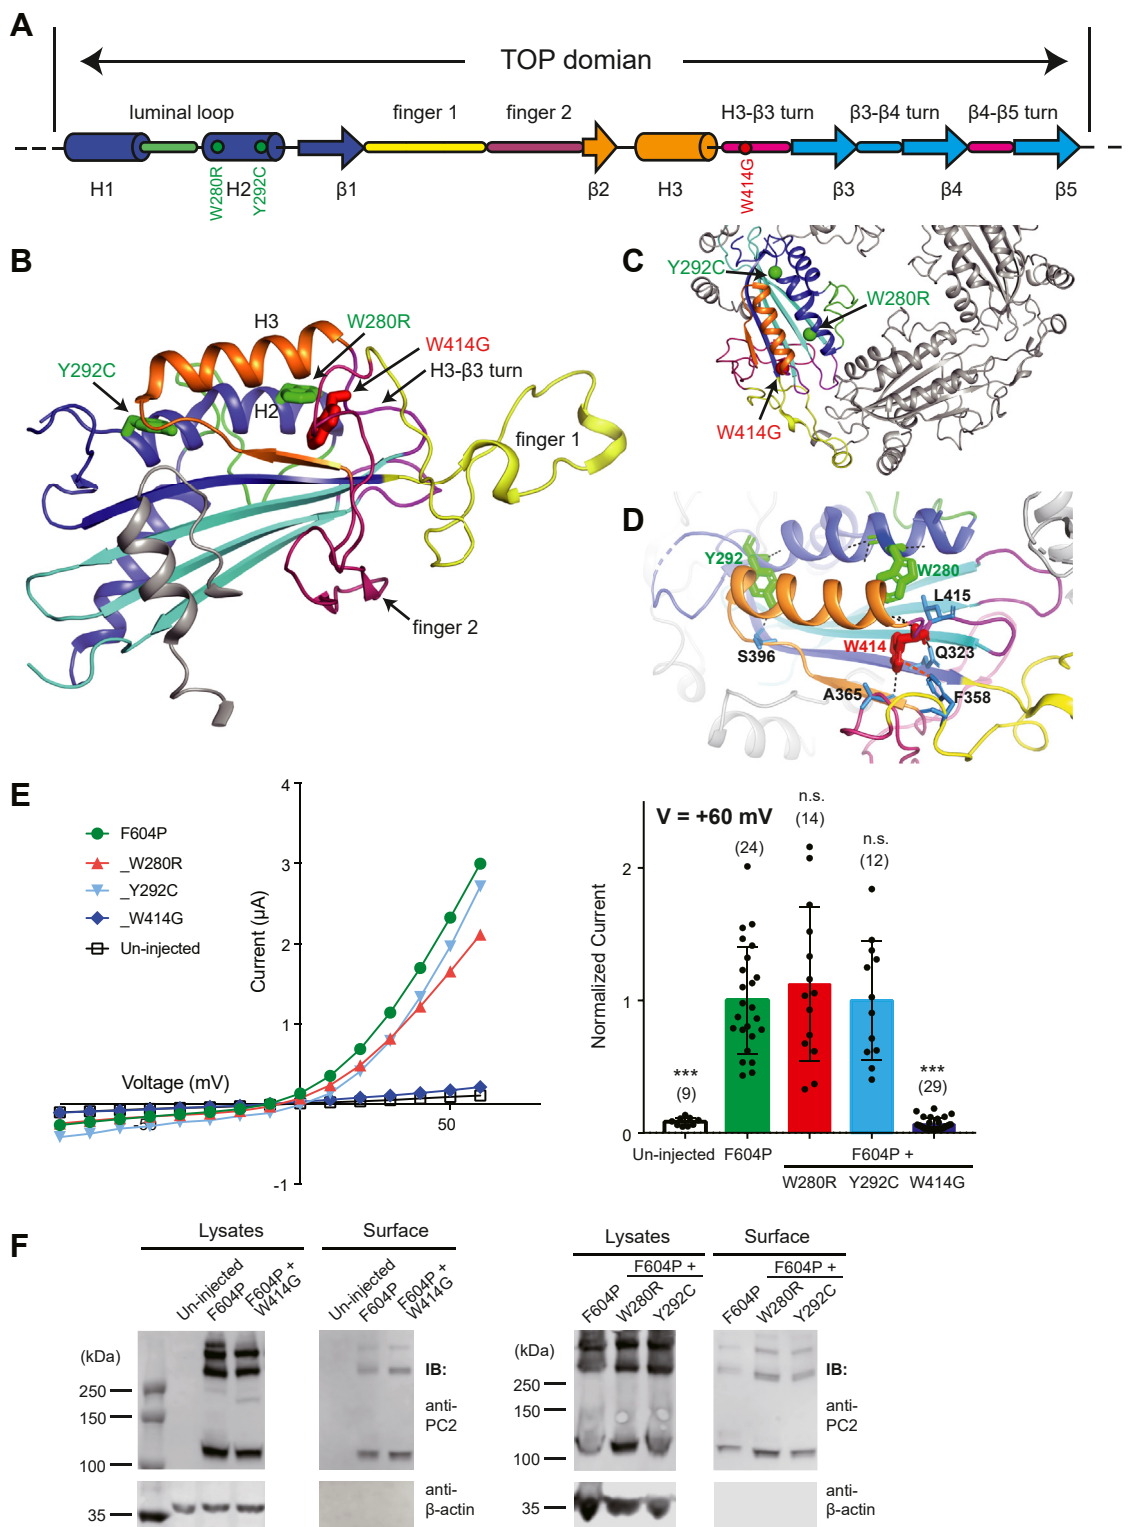 A
TOP domian
luminal loop
finger 1
finger 2
H3-β3 turn
β3-β4 turn
β4-β5 turn
H1
W280R
H2
Y292C
β1
β2
H3
W414G
β3
β4
β5
B
H3
W280R
W414G
H3-β3 turn
Y292C
H2
finger 1
finger 2
C
Y292C
W280R
W414G
D
Y292
W280
L415
W414
Q323
S396
A365
F358
E
F604P
_W280R
_Y292C
_W414G
Un-injected
Current (µA)
4
3
2
1
-1
Voltage (mV)
-50
50
V = +60 mV
Normalized Current
2
1
0
***
(9)
(24)
n.s.
(14)
n.s.
(12)
***
(29)
Un-injected
F604P
F604P +
W280R
Y292C
W414G
F
Lysates
Surface
Un-injected
F604P
F604P +
W414G
Un-injected
F604P
F604P +
W414G
(kDa)
250
150
100
35
IB:
anti-
PC2
anti-
β-actin
Lysates
Surface
F604P +
F604P +
F604P
W280R
Y292C
F604P
W280R
Y292C
(kDa)
250
150
100
35
IB:
anti-
PC2
anti-
β-actin